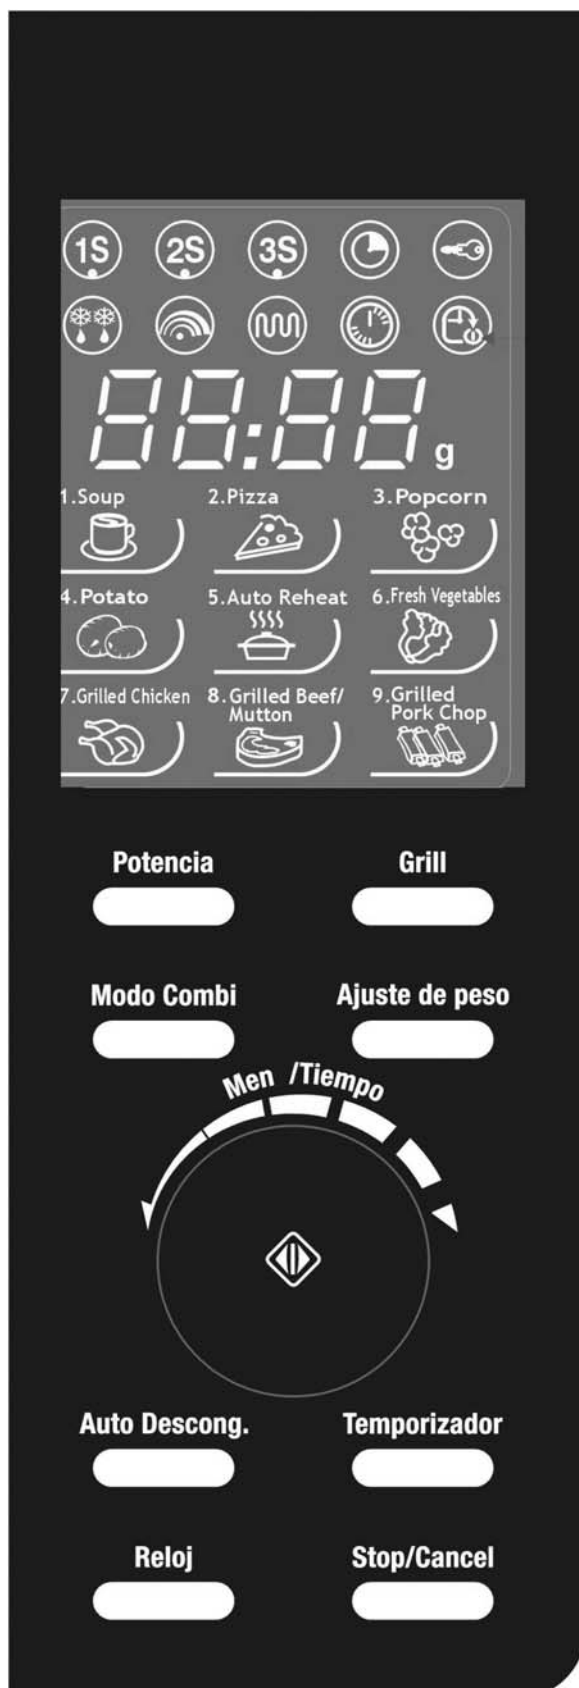 1S 2S 3S
88:88 g
1.Soup 2.Pizza 3.Popcorn
4.Potato 5.Auto Reheat 6.Fresh Vegetables
7.Grilled Chicken 8.Grilled Beef/ 9.Grilled
Mutton Pork Chop
Potencia Grill
Modo Combi Ajuste de peso
Men /Tiempo
Auto Descong. Temporizador
Reloj Stop/Cancel